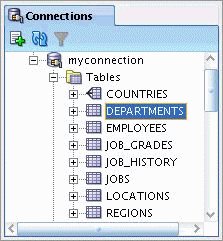 Connections
myconnection
Tables
COUNTRIES
DEPARTMENTS
EMPLOYEES
JOB_GRADES
JOB_HISTORY
JOBS
LOCATIONS
REGIONS